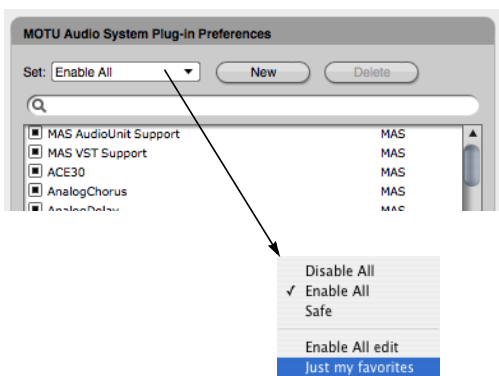 MOTU Audio System Plug-in Preferences
Set: Enable All New Delete
MAS AudioUnit Support MAS
MAS VST Support MAS
ACE30 MAS
AnalogChorus MAS
AnalogDelay MAS
Disable All
✓ Enable All
Safe
Enable All edit
Just my favorites